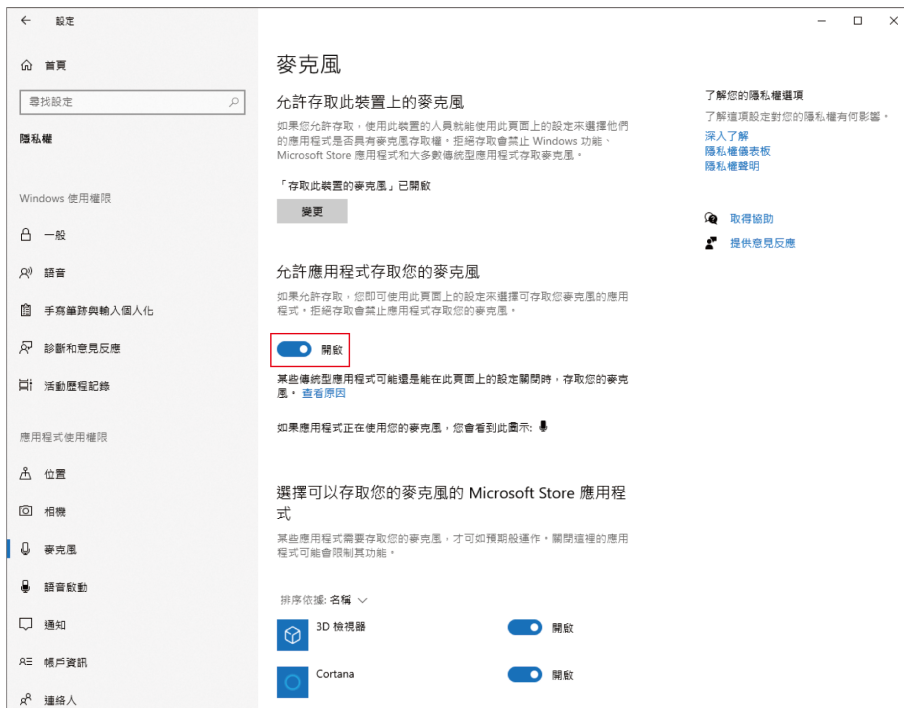 設定
首頁
尋找設定
隱私權
Windows 使用權限
一般
語音
手寫筆跡與輸入個人化
診斷和意見反應
活動歷程記錄
應用程式使用權限
位置
相機
麥克風
語音啟動
通知
帳戶資訊
連絡人
麥克風
允許存取此裝置上的麥克風
如果您允許存取，使用此裝置的人員就能使用此頁面上的設定來選擇他們
的應用程式是否具有麥克風存取權。拒絕存取會禁止 Windows 功能、
Microsoft Store 應用程式和大多數傳統型應用程式存取麥克風。
「存取此裝置的麥克風」已開啟
變更
允許應用程式存取您的麥克風
如果允許存取，您即可使用此頁面上的設定來選擇可存取您麥克風的應用
程式。拒絕存取會禁止應用程式存取您的麥克風。
開啟
某些傳統型應用程式可能還是能在此頁面上的設定關閉時，存取您的麥克
風。查看原因
如果應用程式正在使用您的麥克風，您會看到此圖示:
選擇可以存取您的麥克風的 Microsoft Store 應用程
式
某些應用程式需要存取您的麥克風，才可如預期般運作。關閉這裡的應用
程式可能會限制其功能。
排序依據: 名稱
3D 檢視器
開啟
Cortana
開啟
了解您的隱私權選項
了解這項設定對您的隱私權有何影響。
深入了解
隱私權儀表板
隱私權聲明
取得協助
提供意見反應